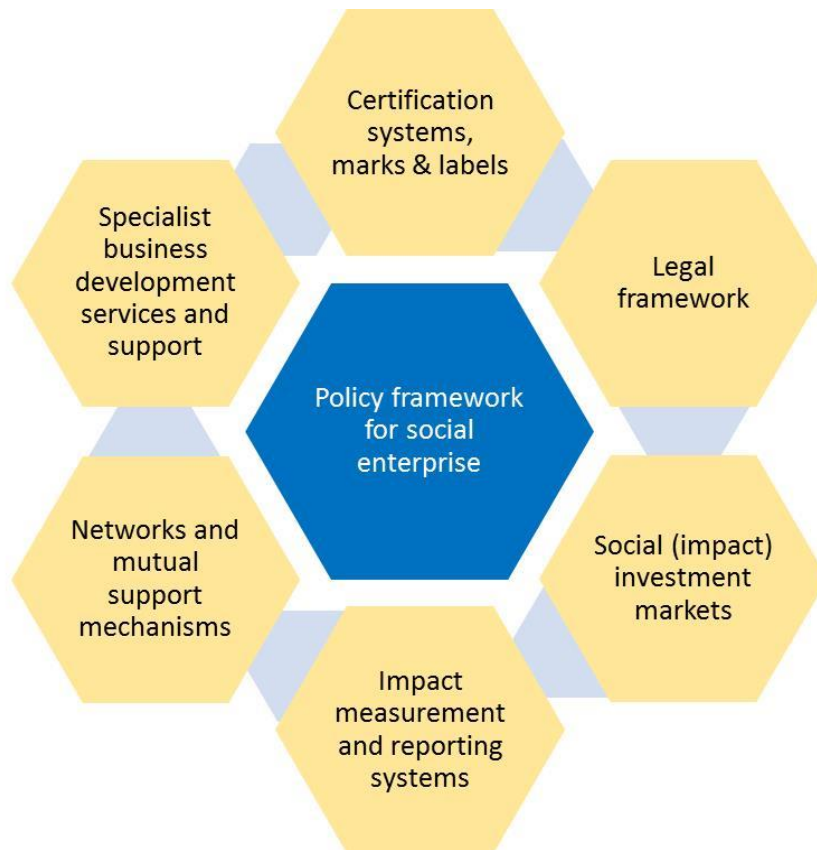 Certification
systems,
marks & labels
Legal
framework
Social (impact)
investment
markets
Impact
measurement
and reporting
systems
Networks and
mutual
support
mechanisms
Specialist
business
development
services and
support
Policy framework
for social
enterprise